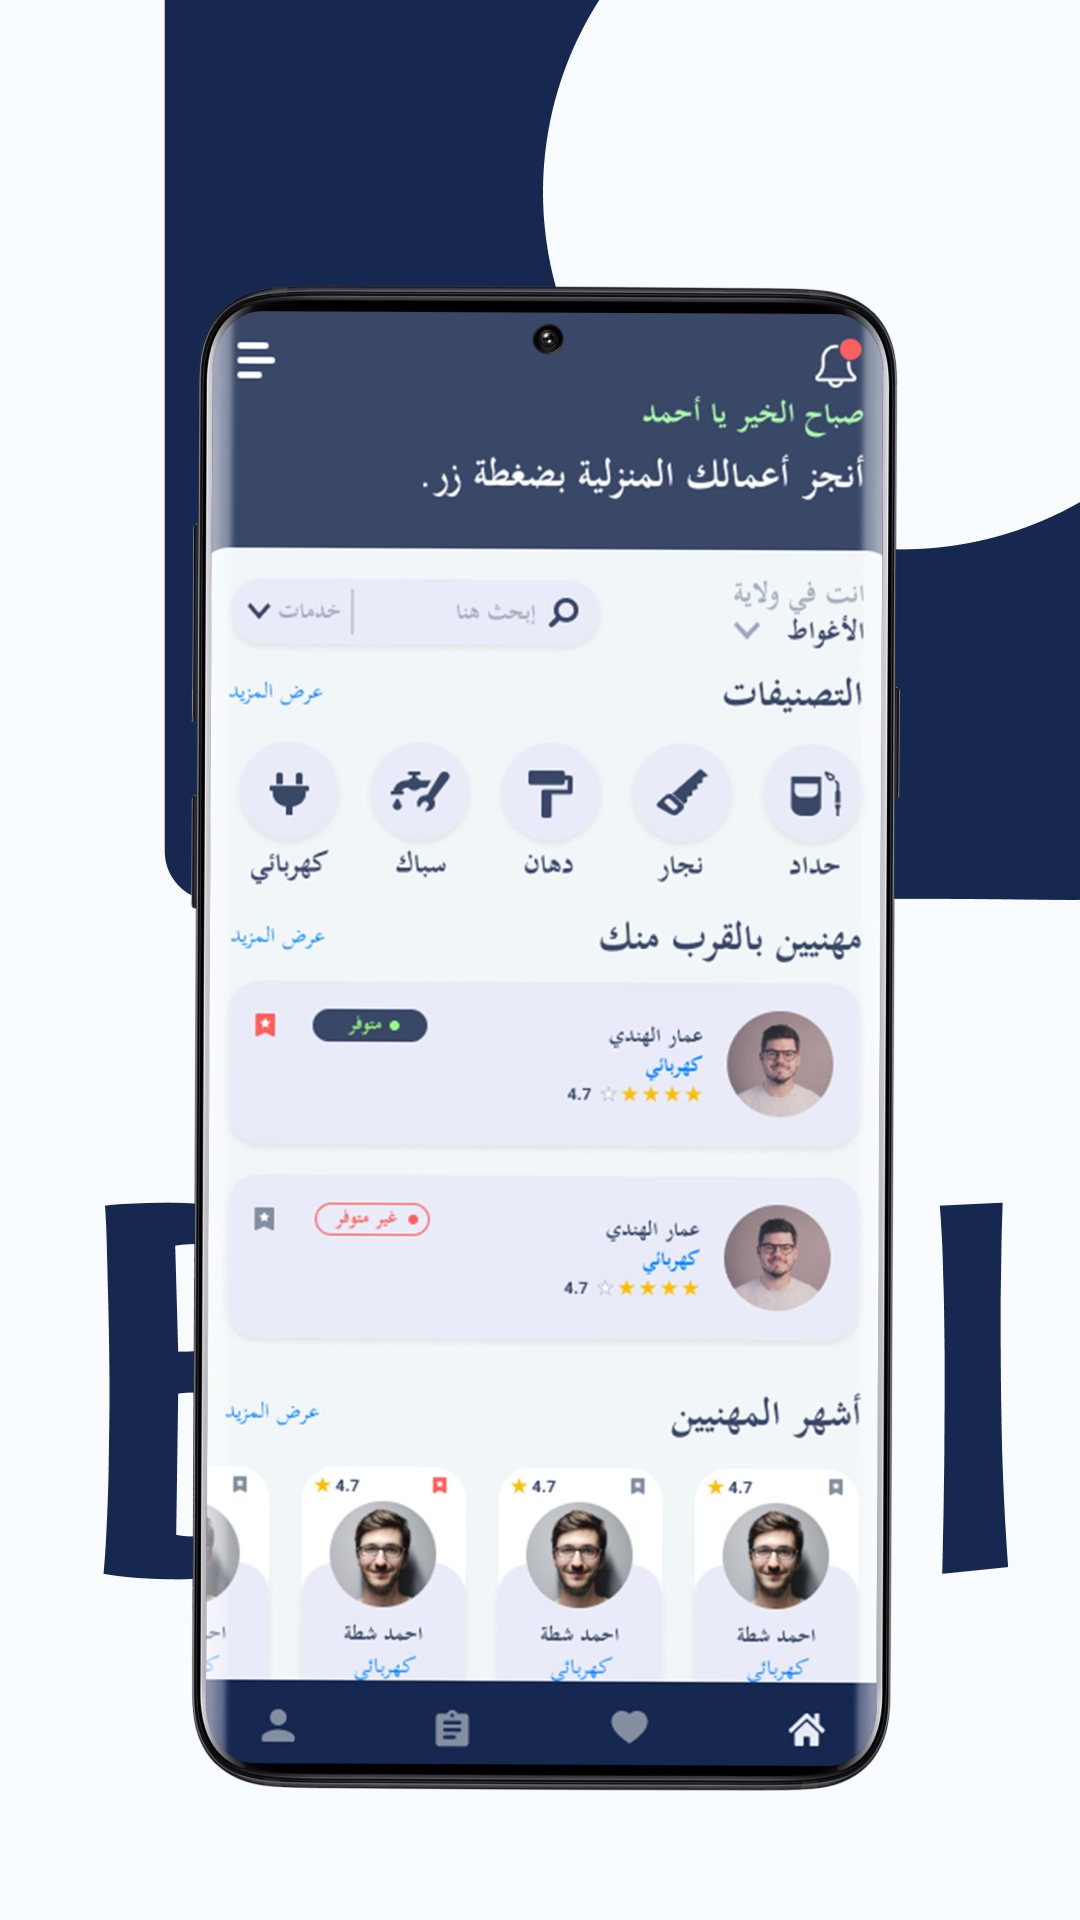 صباح الخير يا أحمد
أنجز أعمالك المنزلية بضغطة زر.
انت في ولاية
الأغواط
إبحث هنا
خدمات
التصنيفات
عرض المزيد
حداد
نجار
دهان
سباك
كهربائي
مهنيين بالقرب منك
عرض المزيد
عمار الهندي
متوفر
كهربائي
4.7
عمار الهندي
غير متوفر
كهربائي
4.7
أشهر المهنيين
عرض المزيد
4.7
احمد شطة
كهربائي
4.7
احمد شطة
كهربائي
4.7
احمد شطة
كهربائي